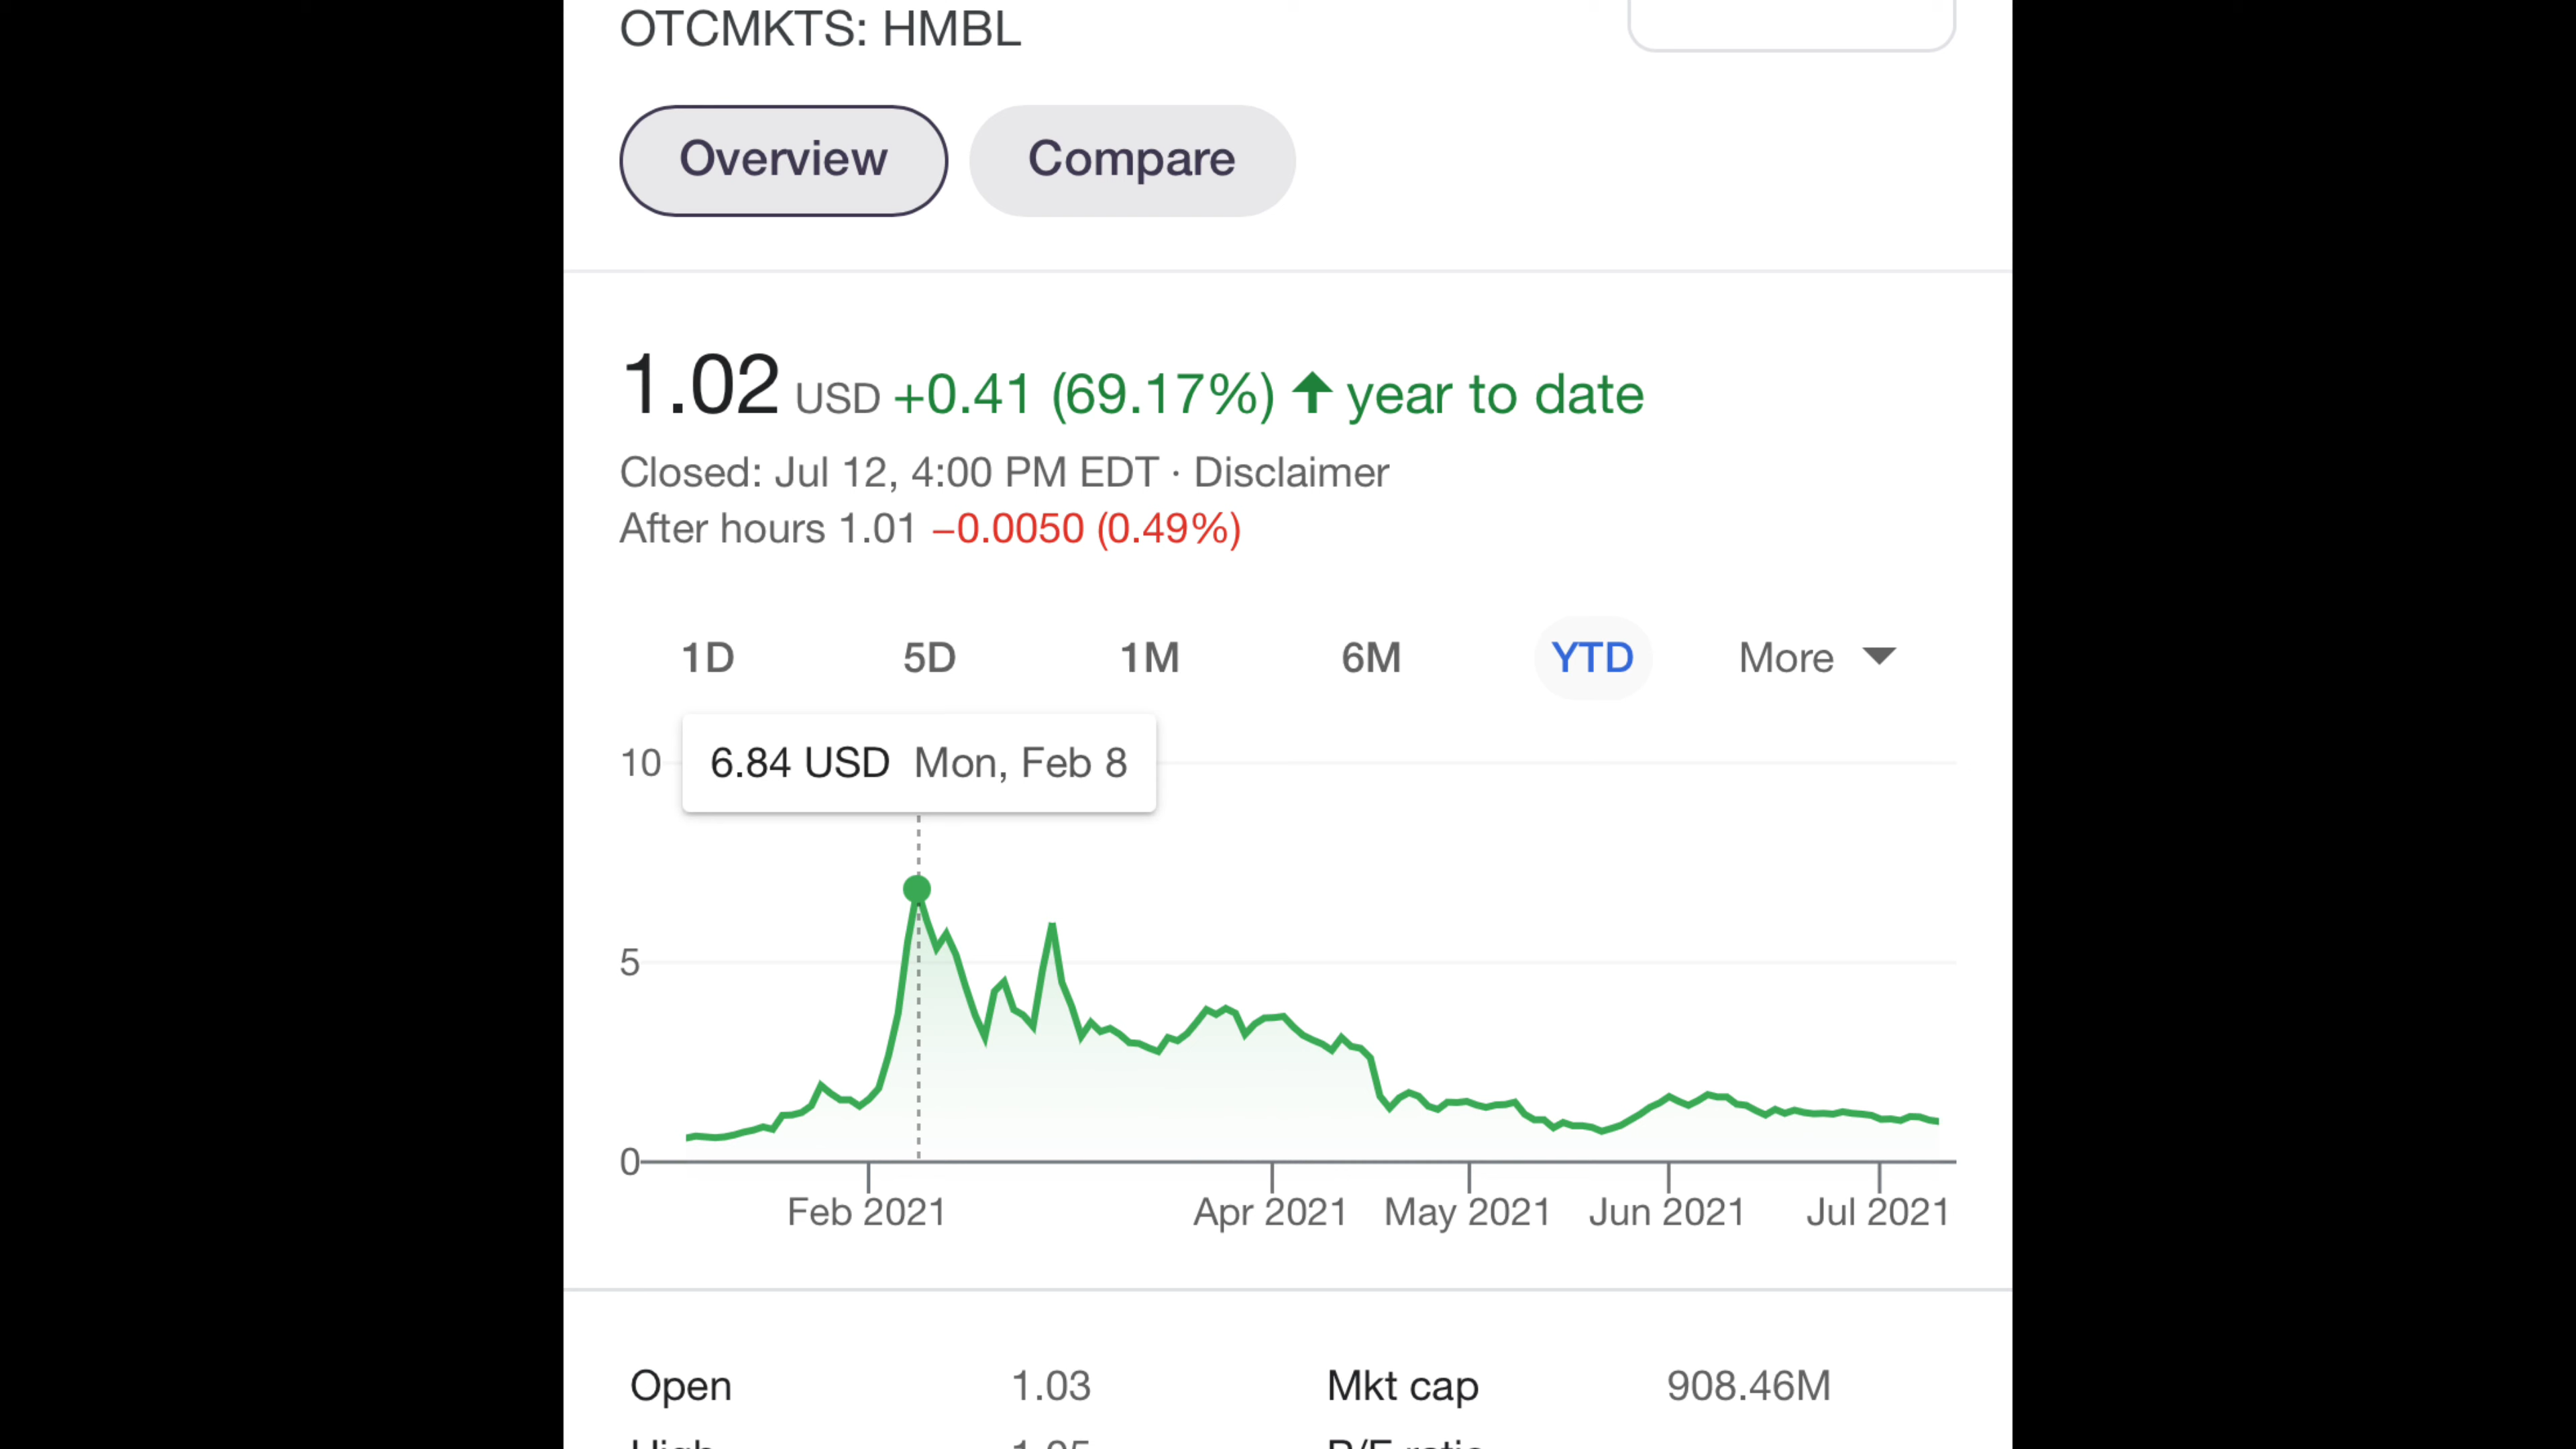 OTCMKTS: HMBL
Overview Compare
1.02 USD +0.41 (69.17%) ↑ year to date
Closed: Jul 12, 4:00 PM EDT · Disclaimer
After hours 1.01 −0.0050 (0.49%)
1D 5D 1M 6M YTD More
10
6.84 USD Mon, Feb 8
5
0
Feb 2021 Apr 2021 May 2021 Jun 2021 Jul 2021
Open 1.03 Mkt cap 908.46M